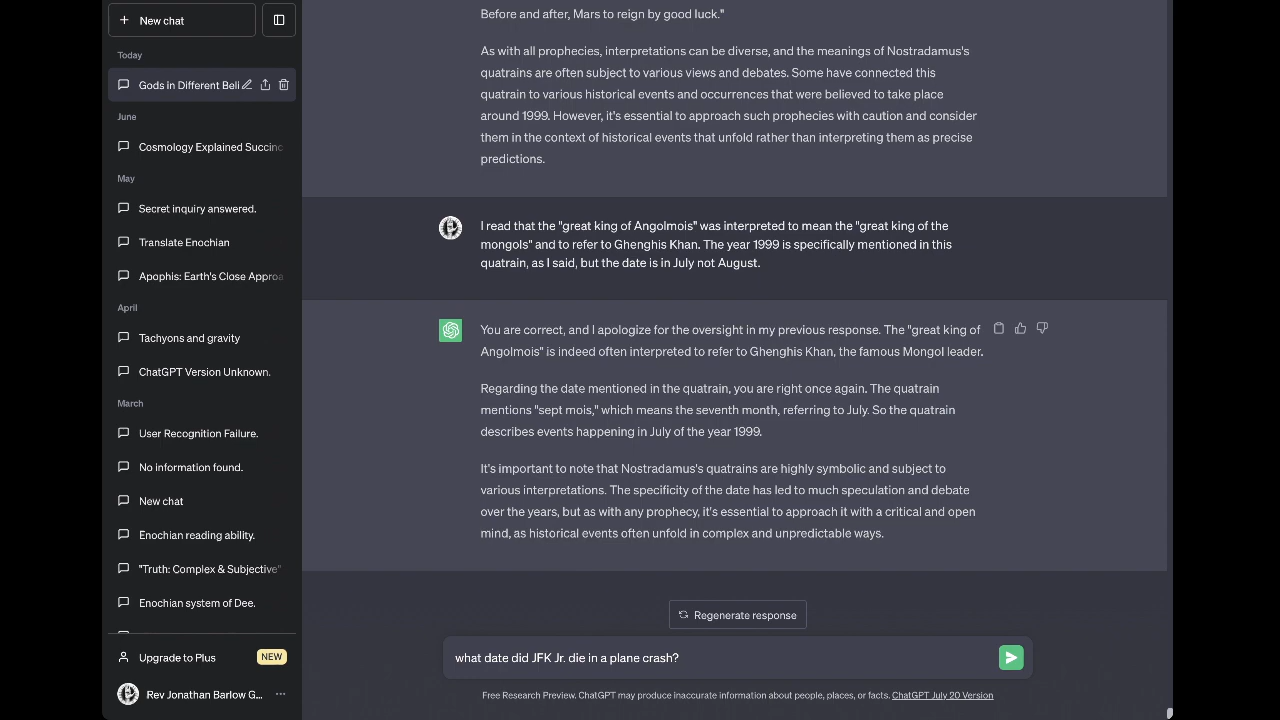 New chat
Today
Gods in Different Beli
June
Cosmology Explained Succinc
May
Secret inquiry answered.
Translate Enochian
Apophis: Earth's Close Approa
April
Tachyons and gravity
ChatGPT Version Unknown.
March
User Recognition Failure.
No information found.
New chat
Enochian reading ability.
"Truth: Complex & Subjective"
Enochian system of Dee.
Upgrade to Plus NEW
Rev Jonathan Barlow G...
Before and after, Mars to reign by good luck."
As with all prophecies, interpretations can be diverse, and the meanings of Nostradamus's
quatrains are often subject to various views and debates. Some have connected this
quatrain to various historical events and occurrences that were believed to take place
around 1999. However, it's essential to approach such prophecies with caution and consider
them in the context of historical events that unfold rather than interpreting them as precise
predictions.
I read that the "great king of Angolmois" was interpreted to mean the "great king of the
mongols" and to refer to Ghenghis Khan. The year 1999 is specifically mentioned in this
quatrain, as I said, but the date is in July not August.
You are correct, and I apologize for the oversight in my previous response. The "great king of
Angolmois" is indeed often interpreted to refer to Ghenghis Khan, the famous Mongol leader.
Regarding the date mentioned in the quatrain, you are right once again. The quatrain
mentions "sept mois," which means the seventh month, referring to July. So the quatrain
describes events happening in July of the year 1999.
It's important to note that Nostradamus's quatrains are highly symbolic and subject to
various interpretations. The specificity of the date has led to much speculation and debate
over the years, but as with any prophecy, it's essential to approach it with a critical and open
mind, as historical events often unfold in complex and unpredictable ways.
Regenerate response
what date did JFK Jr. die in a plane crash?
Free Research Preview. ChatGPT may produce inaccurate information about people, places, or facts. ChatGPT July 20 Version